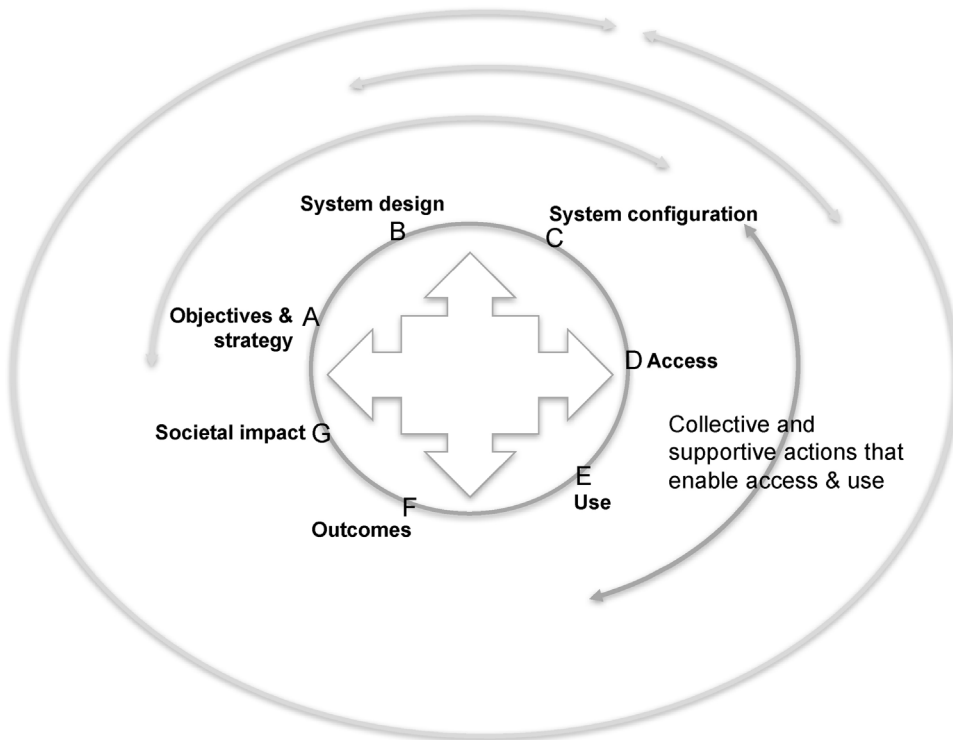 System design
B
System configuration
C
Objectives &
strategy
A
D Access
Collective and
supportive actions that
enable access & use
Societal impact G
E
Use
F
Outcomes